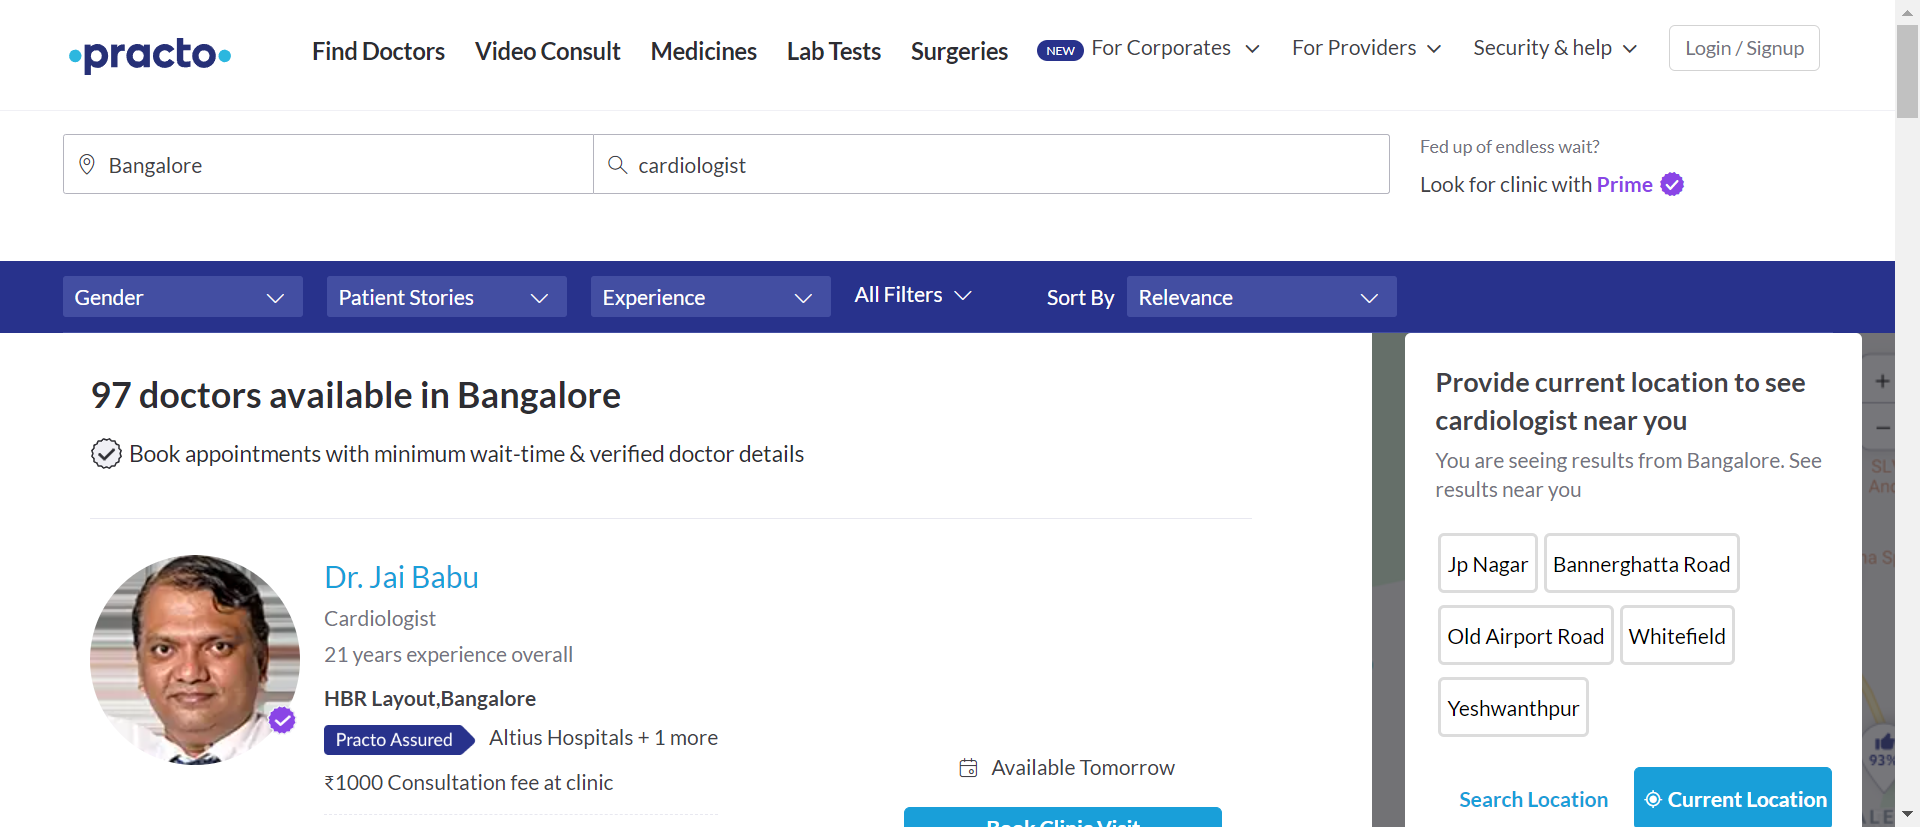 practo
Find Doctors
Video Consult
Medicines
Lab Tests
Surgeries
NEW
For Corporates
For Providers
Security & help
Login / Signup
Bangalore
cardiologist
Fed up of endless wait?
Look for clinic with Prime
Gender
Patient Stories
Experience
All Filters
Sort By
Relevance
97 doctors available in Bangalore
Book appointments with minimum wait-time & verified doctor details
Dr. Jai Babu
Cardiologist
21 years experience overall
HBR Layout,Bangalore
Practo Assured
Altius Hospitals + 1 more
₹1000 Consultation fee at clinic
Available Tomorrow
Book Clinic Visit
Provide current location to see
cardiologist near you
You are seeing results from Bangalore. See
results near you
Jp Nagar
Bannerghatta Road
Old Airport Road
Whitefield
Yeshwanthpur
Search Location
Current Location
+
−
93%